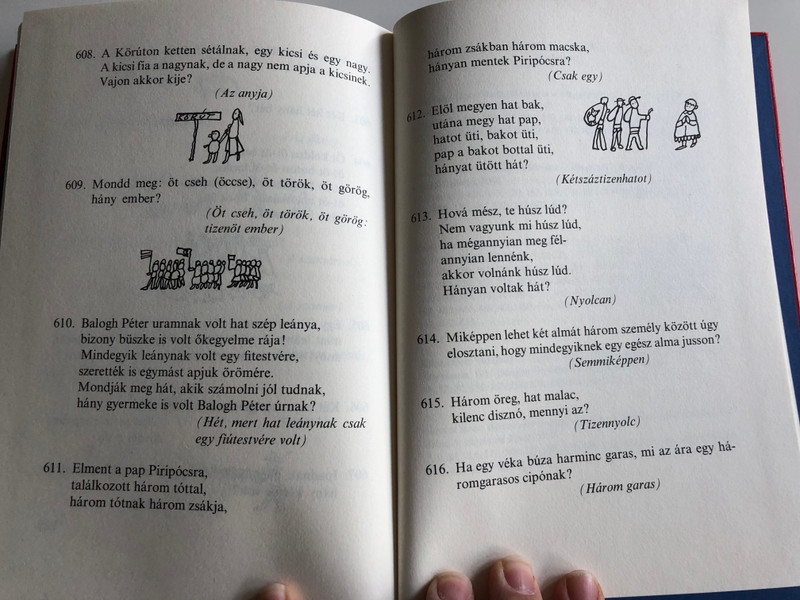 608. A Körúton ketten sétálnak, egy kicsi és egy nagy.
A kicsi fia a nagynak, de a nagy nem apja a kicsinek.
Vajon akkor kije?
(Az anyja)
KÖRÚT
609. Mondd meg: öt cseh (öccse), öt török, öt görög,
hány ember?
(Öt cseh, öt török, öt görög:
tizenöt ember)
610. Balogh Péter uramnak volt hat szép leánya,
bizony büszke is volt őkegyelme rája!
Mindegyik leánynak volt egy fitestvére,
szerették is egymást apjuk örömére.
Mondják meg hát, akik számolni jól tudnak,
hány gyermeke is volt Balogh Péter úrnak?
(Hét, mert hat leánynak csak
egy fiútestvére volt)
611. Elment a pap Piripócsra,
találkozott három tóttal,
három tótnak három zsákja,
három zsákban három macska,
hányan mentek Piripócsra?
(Csak egy)
612. Elöl megyen hat bak,
utána megy hat pap,
hatot üti, bakot üti,
pap a bakot bottal üti,
hányat ütött hát?
(Kétszáztizenhatot)
613. Hová mész, te húsz lúd?
Nem vagyunk mi húsz lúd,
ha mégannyian meg fél-
annyian lennénk,
akkor volnánk húsz lúd.
Hányan voltak hát?
(Nyolcan)
614. Miképpen lehet két almát három személy között úgy
elosztani, hogy mindegyiknek egy egész alma jusson?
(Semmiképpen)
615. Három öreg, hat malac,
kilenc disznó, mennyi az?
(Tizennyolc)
616. Ha egy véka búza harminc garas, mi az ára egy há-
romgarasos cipónak?
(Három garas)